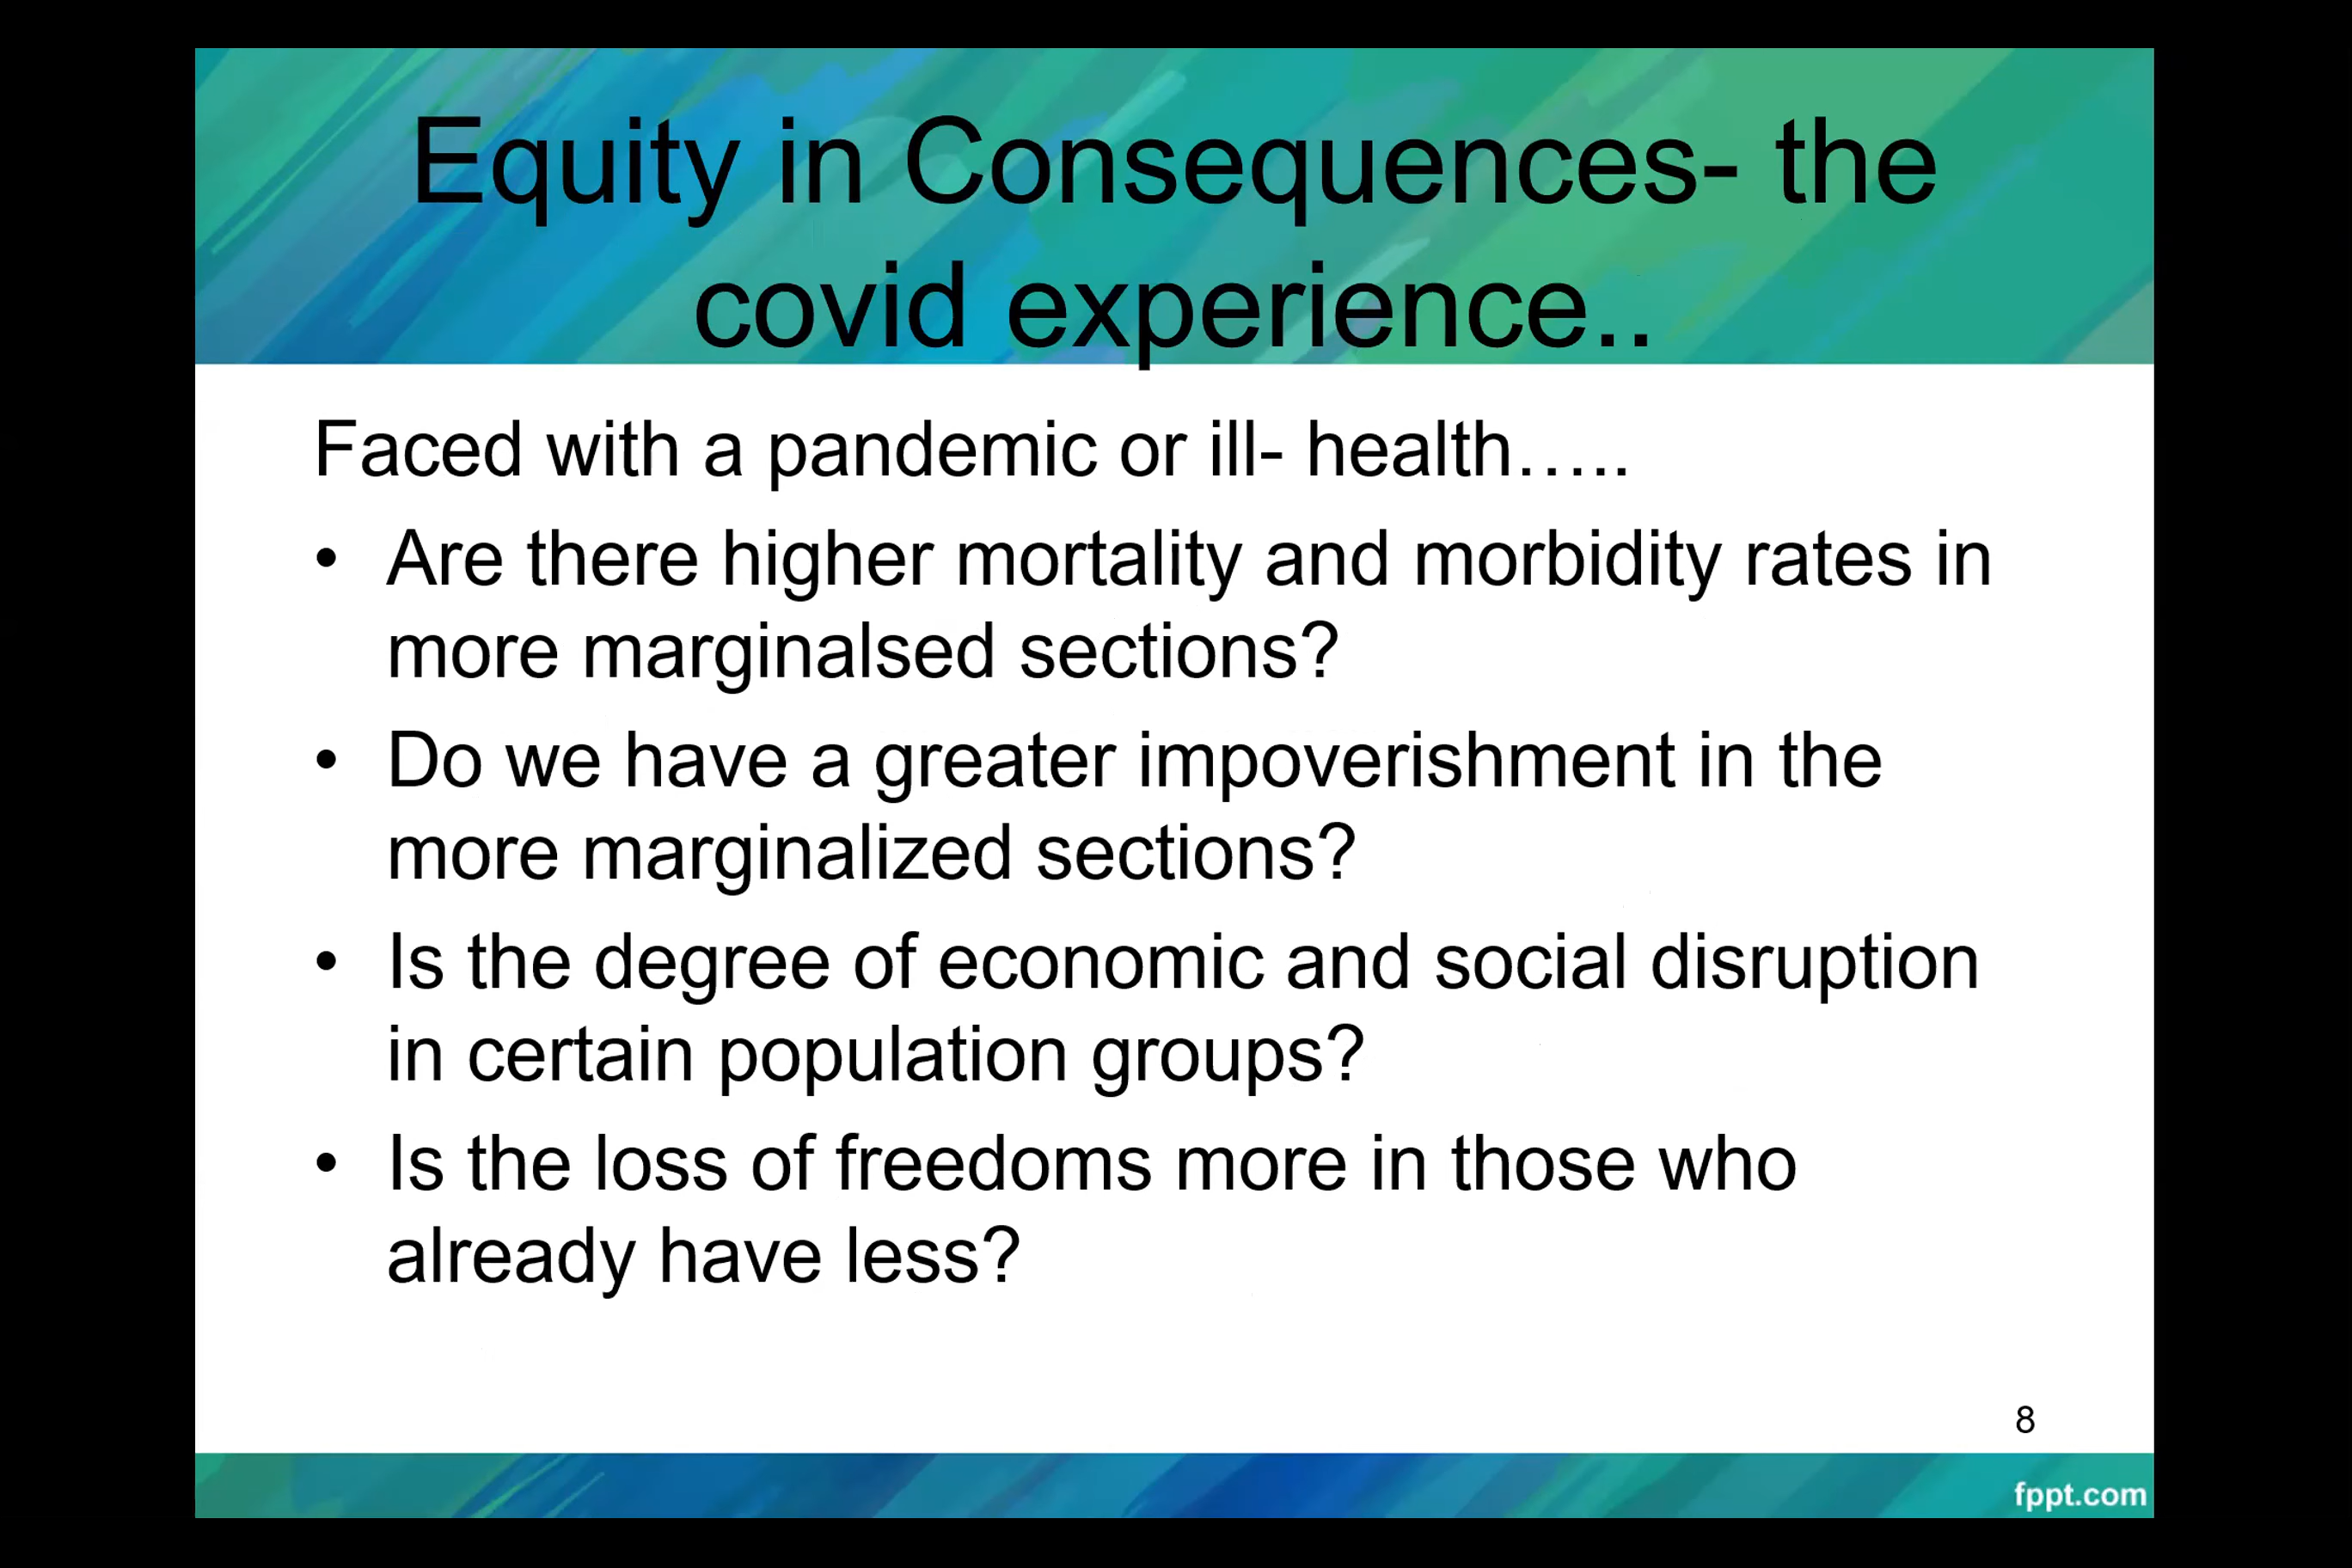 Equity in Consequences- the
covid experience..
Faced with a pandemic or ill- health…..
• Are there higher mortality and morbidity rates in
more marginalsed sections?
• Do we have a greater impoverishment in the
more marginalized sections?
• Is the degree of economic and social disruption
in certain population groups?
• Is the loss of freedoms more in those who
already have less?
8
fppt.com